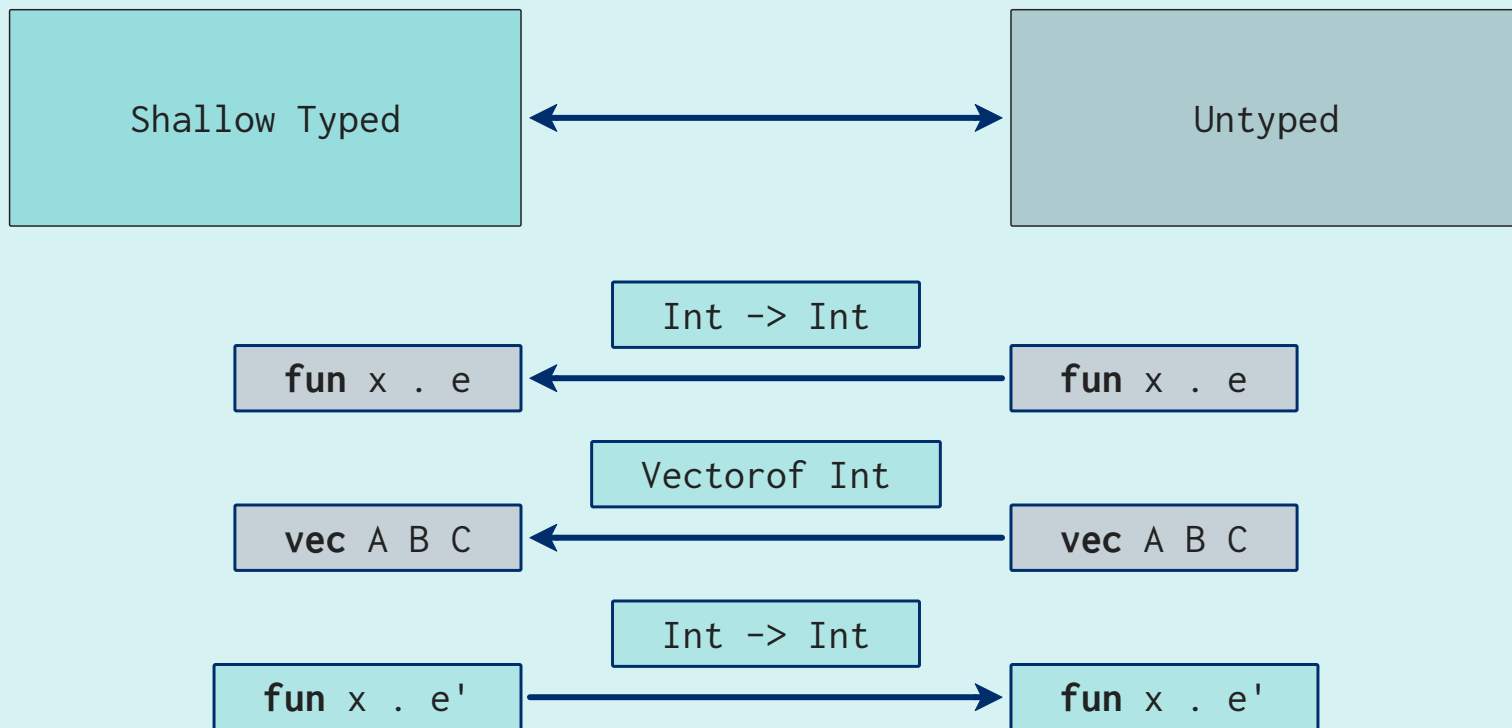 Shallow Typed Untyped
Int -> Int
fun x . e fun x . e
Vectorof Int
vec A B C vec A B C
Int -> Int
fun x . e' fun x . e'